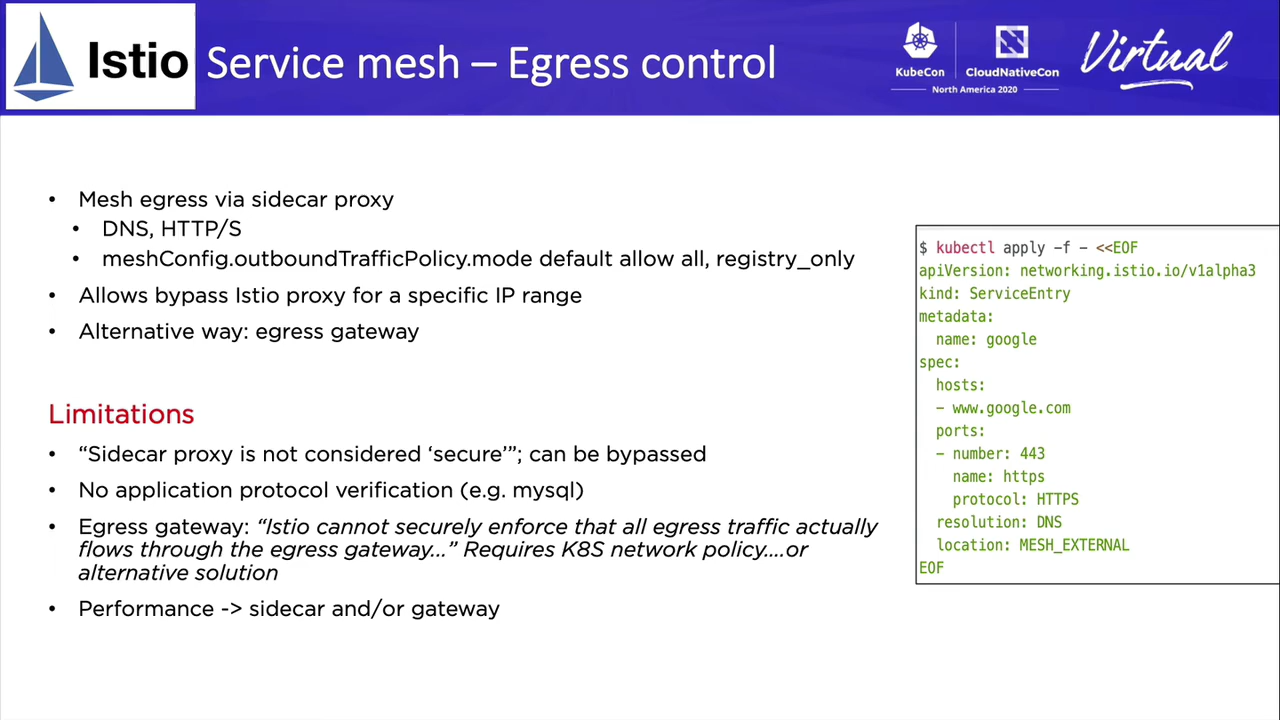 Istio Service mesh – Egress control
KubeCon
CloudNativeCon
North America 2020
Virtual
• Mesh egress via sidecar proxy
• DNS, HTTP/S
• meshConfig.outboundTrafficPolicy.mode default allow all, registry_only
• Allows bypass Istio proxy for a specific IP range
• Alternative way: egress gateway
Limitations
• “Sidecar proxy is not considered ‘secure’”; can be bypassed
• No application protocol verification (e.g. mysql)
• Egress gateway: “Istio cannot securely enforce that all egress traffic actually
flows through the egress gateway...” Requires K8S network policy....or
alternative solution
• Performance -> sidecar and/or gateway
$ kubectl apply -f - <<EOF
apiVersion: networking.istio.io/v1alpha3
kind: ServiceEntry
metadata:
  name: google
spec:
  hosts:
  - www.google.com
  ports:
  - number: 443
    name: https
    protocol: HTTPS
  resolution: DNS
  location: MESH_EXTERNAL
EOF